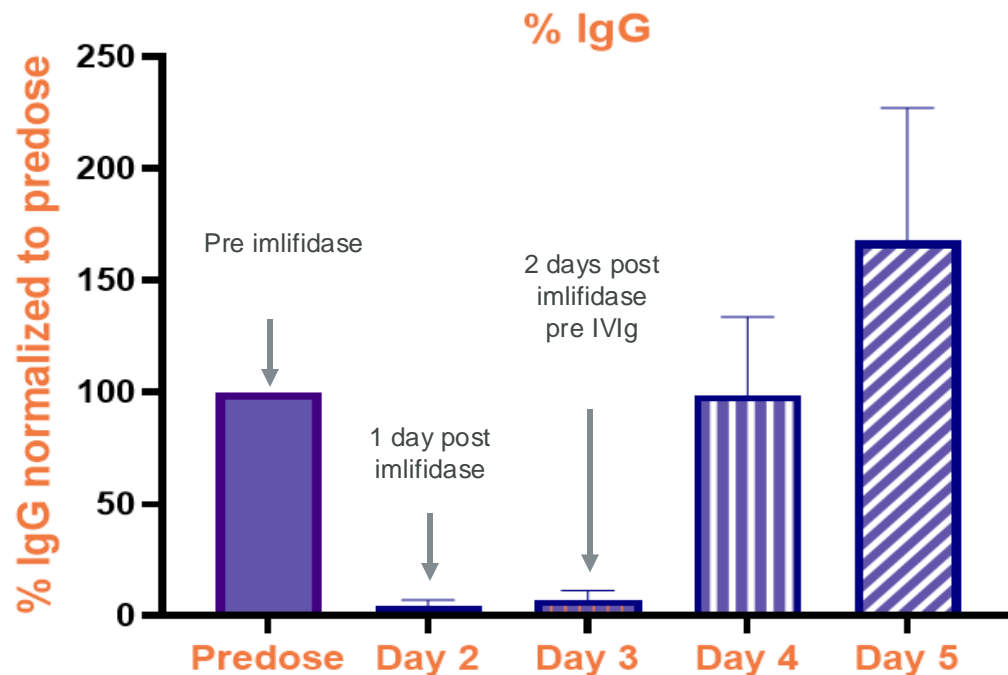 % IgG
% IgG normalized to predose
250
200
150
100
50
0
Pre imlifidase
1 day post
imlifidase
2 days post
imlifidase
pre IVIg
Predose
Day 2
Day 3
Day 4
Day 5